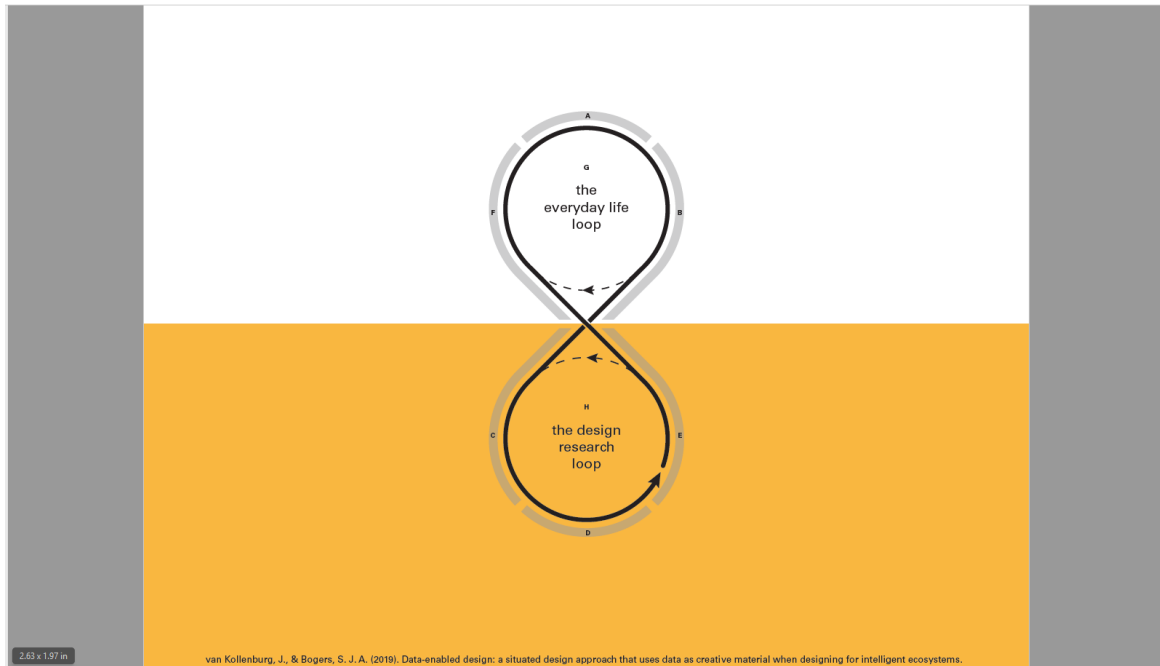 A
G
the
everyday life
loop
F
B
H
the design
research
loop
C
E
D
2.63 x 1.97 in
van Kollenburg, J., & Bogers, S. J. A. (2019). Data-enabled design: a situated design approach that uses data as creative material when designing for intelligent ecosystems.